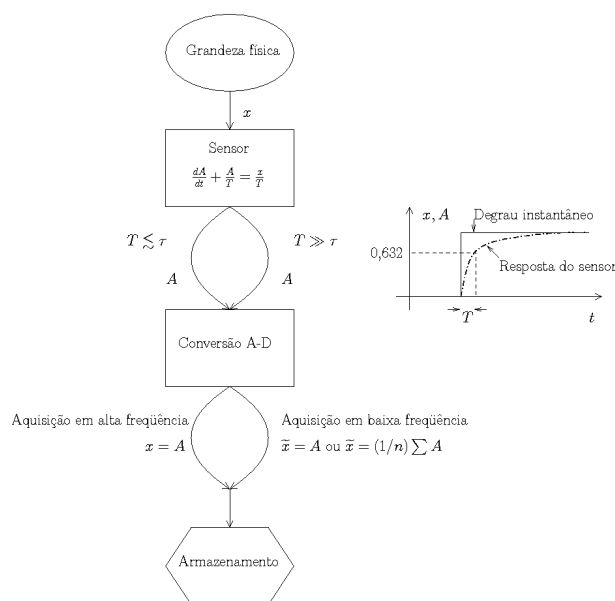 Grandeza física
x
Sensor
dA/dt + A/T = x/T
T ≲ τ
T ≫ τ
A
A
Conversão A-D
Aquisição em alta freqüência
x = A
Aquisição em baixa freqüência
x̃ = A ou x̃ = (1/n) ∑ A
Armazenamento
x, A
Degrau instantâneo
0,632
Resposta do sensor
T
t